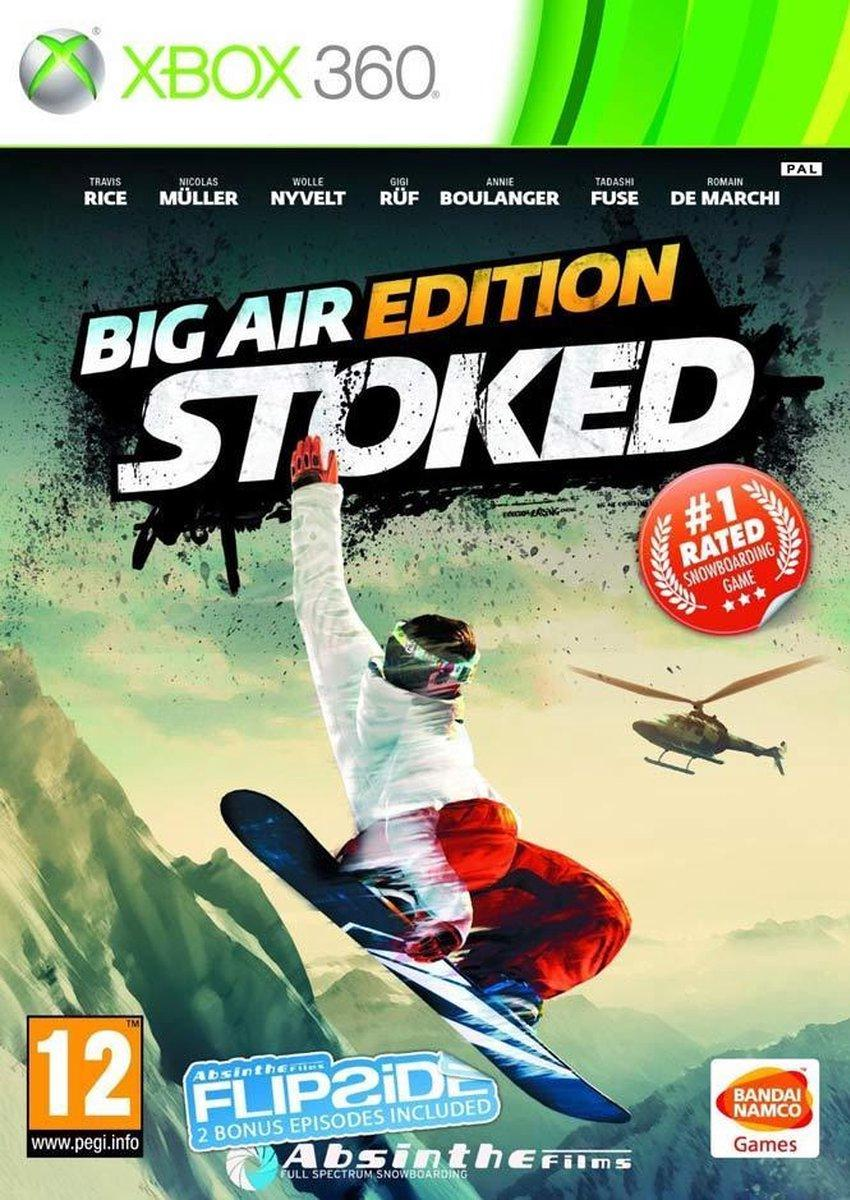 XBOX 360®
PAL
TRAVIS RICE
NICOLAS MÜLLER
WOLLE NYVELT
GIGI RÜF
ANNIE BOULANGER
TADASHI FUSE
ROMAIN DE MARCHI
BIG AIR EDITION
STOKED
#1
RATED
SNOWBOARDING
GAME
12™
www.pegi.info
Absinthe Films
FLIPSiDE
2 BONUS EPISODES INCLUDED
Absinthe Films
FULL SPECTRUM SNOWBOARDING
BANDAI
NAMCO
Games